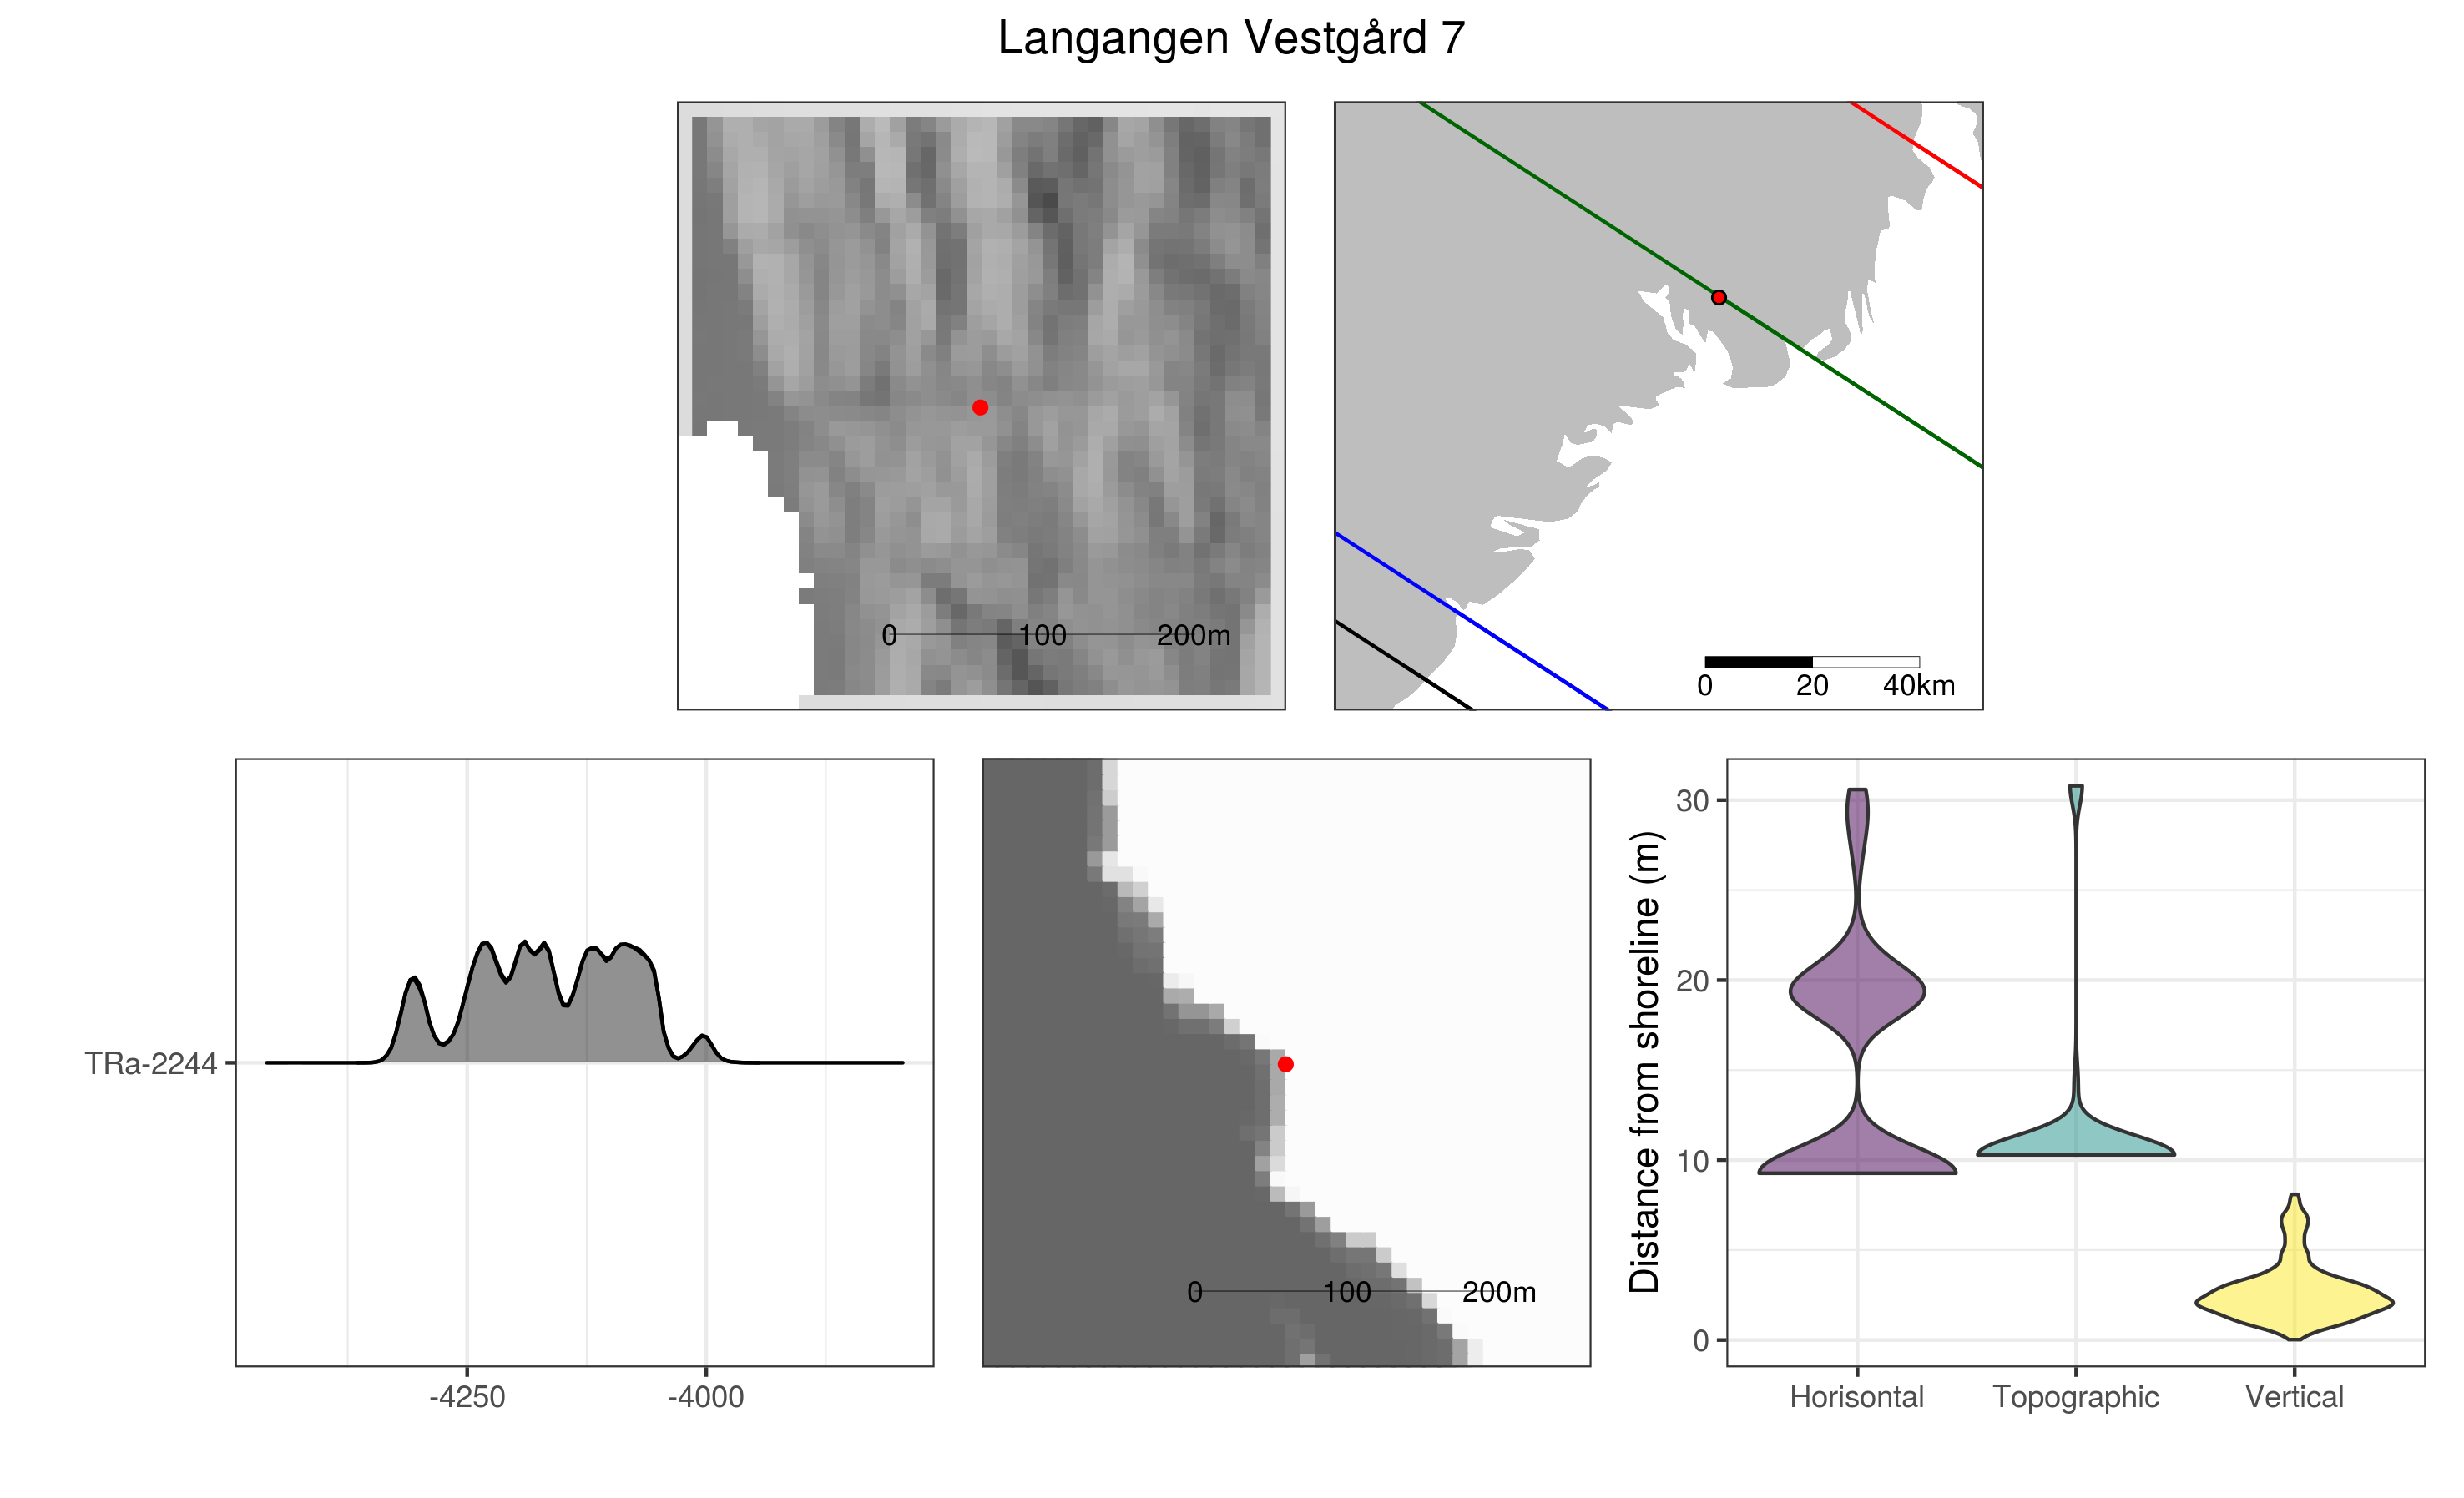 Langangen Vestgård 7
0 100 200m
0 20 40km
TRa-2244
-4250 -4000
0 100 200m
Distance from shoreline (m)
30
20
10
0
Horisontal Topographic Vertical